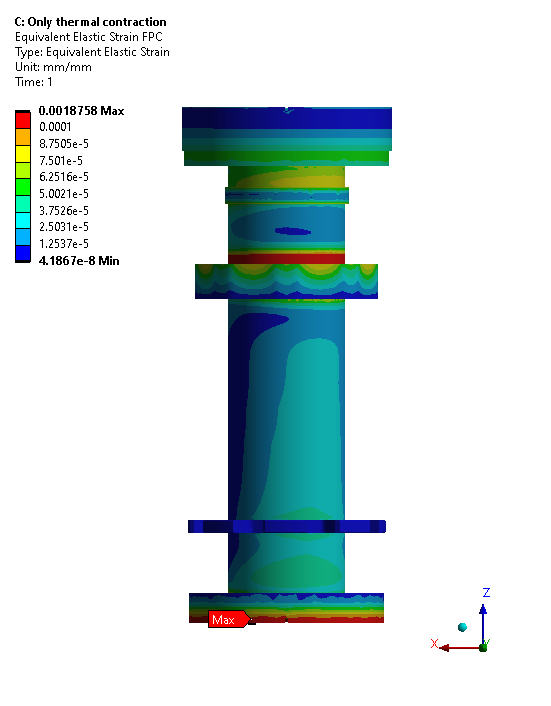 C: Only thermal contraction
Equivalent Elastic Strain FPC
Type: Equivalent Elastic Strain
Unit: mm/mm
Time: 1
0.0018758 Max
0.0001
8.7505e-5
7.501e-5
6.2516e-5
5.0021e-5
3.7526e-5
2.5031e-5
1.2537e-5
4.1867e-8 Min
Max
Z
X
Y